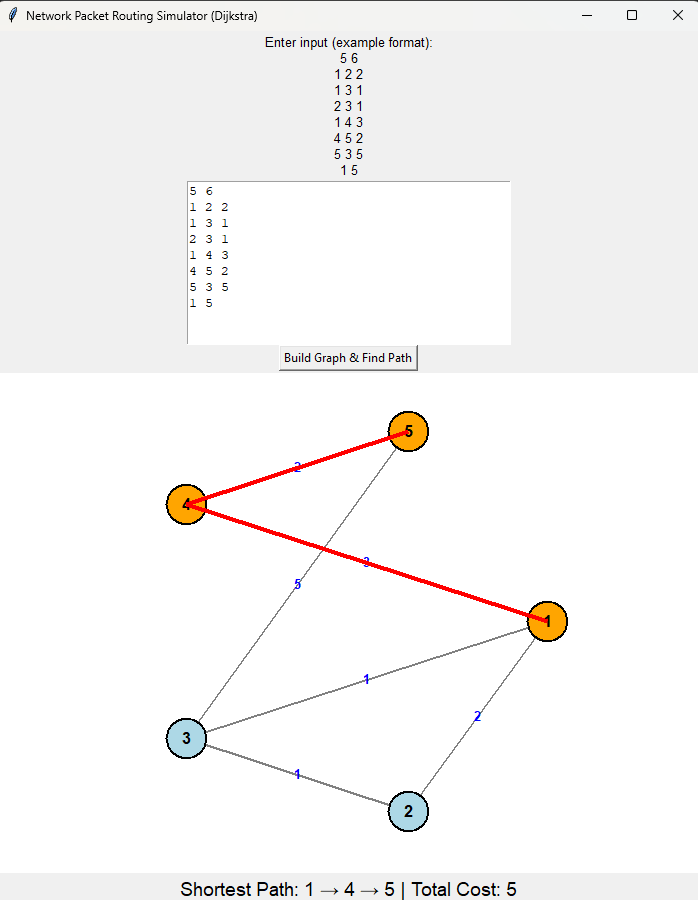 Network Packet Routing Simulator (Dijkstra)
Enter input (example format):
5 6
1 2 2
1 3 1
2 3 1
1 4 3
4 5 2
5 3 5
1 5
5 6
1 2 2
1 3 1
2 3 1
1 4 3
4 5 2
5 3 5
1 5
Build Graph & Find Path
5
2
4
3
5
1
1
2
3
1
2
Shortest Path: 1 → 4 → 5 | Total Cost: 5